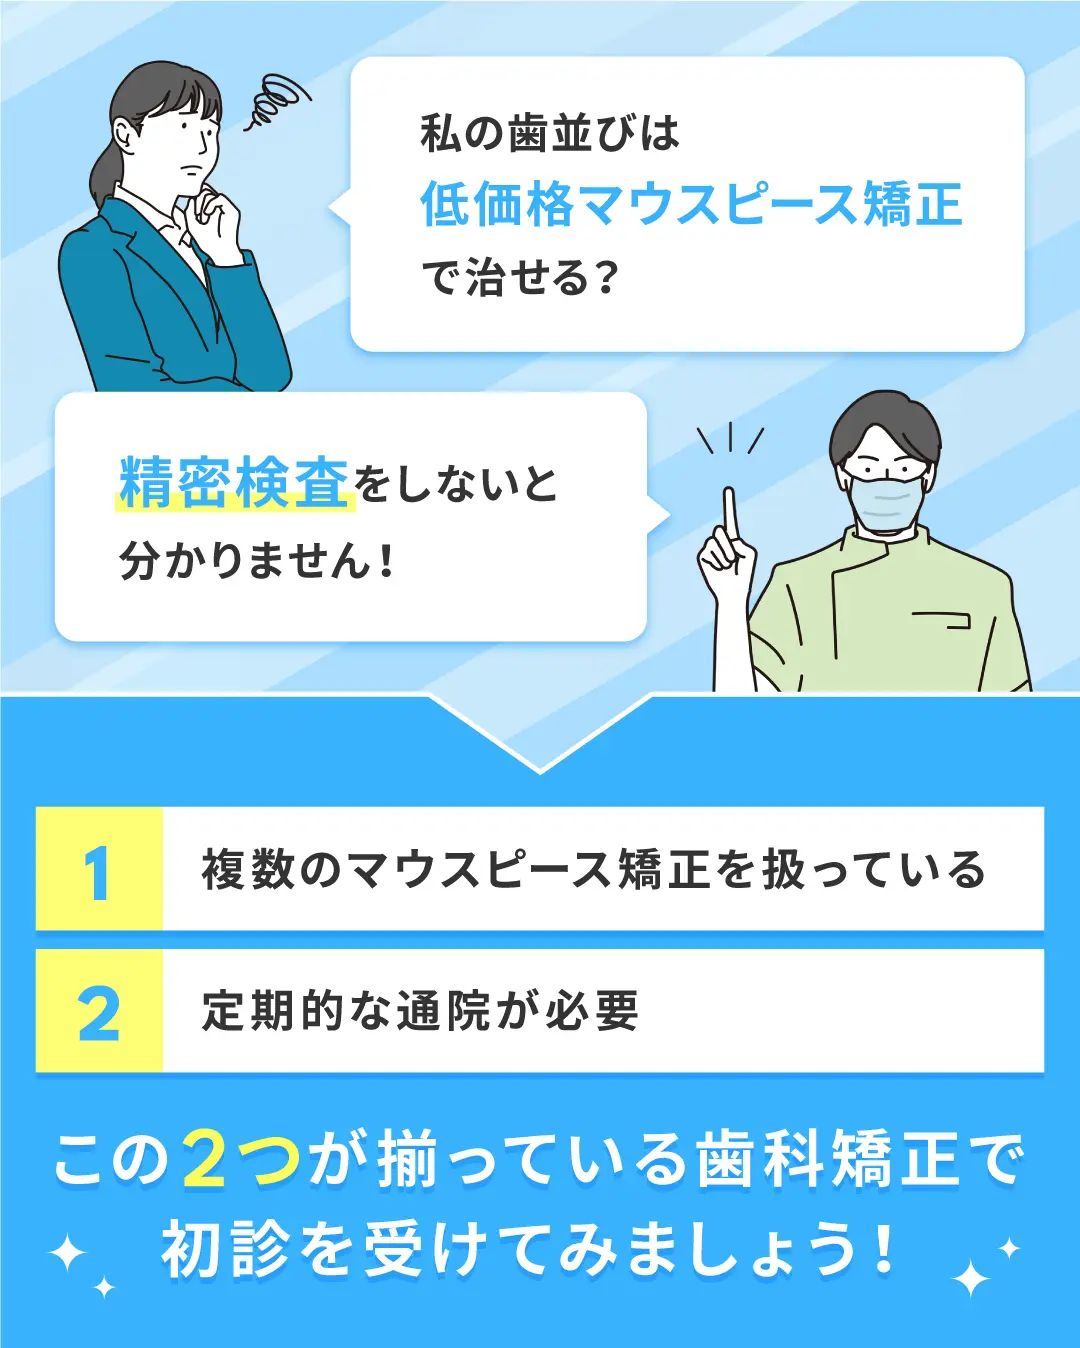 私の歯並びは
低価格マウスピース矯正
で治せる？
精密検査をしないと
分かりません！
1 複数のマウスピース矯正を扱っている
2 定期的な通院が必要
この2つが揃っている歯科矯正で
初診を受けてみましょう！